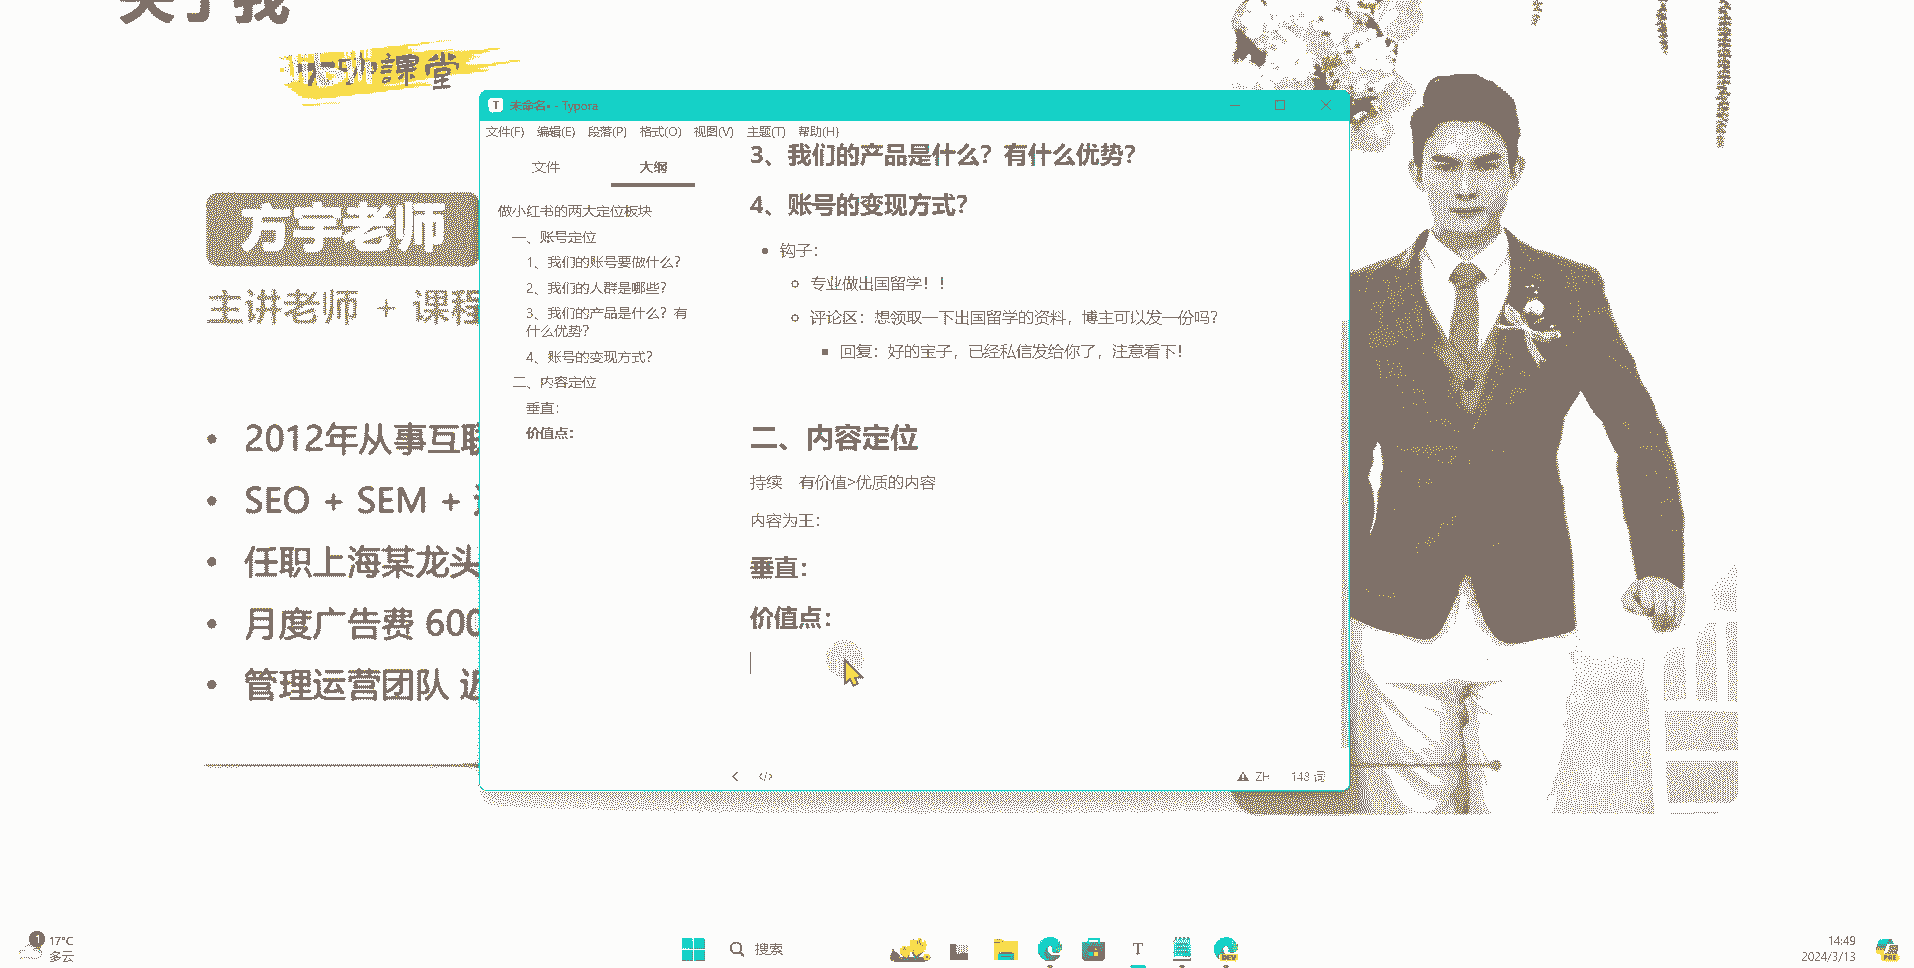 关于我
课堂
方宇老师
主讲老师 + 课程
2012年从事互联
SEO + SEM +
任职上海某龙头
月度广告费 600
管理运营团队 近
未命名• - Typora
文件(F) 编辑(E) 段落(P) 格式(O) 视图(V) 主题(T) 帮助(H)
文件 大纲
做小红书的两大定位板块
一、账号定位
1、我们的账号要做什么?
2、我们的人群是哪些?
3、我们的产品是什么? 有
什么优势?
4、账号的变现方式?
二、内容定位
垂直:
价值点:
3、我们的产品是什么? 有什么优势?
4、账号的变现方式?
钩子:
专业做出国留学! !
评论区: 想领取一下出国留学的资料, 博主可以发一份吗?
回复: 好的宝子, 已经私信发给你了, 注意看下!
二、内容定位
持续 有价值>优质的内容
内容为王:
垂直:
价值点:
</> ZH 143 词
1
17°C
多云
搜索
T
DEV
14:49
2024/3/13
PRE